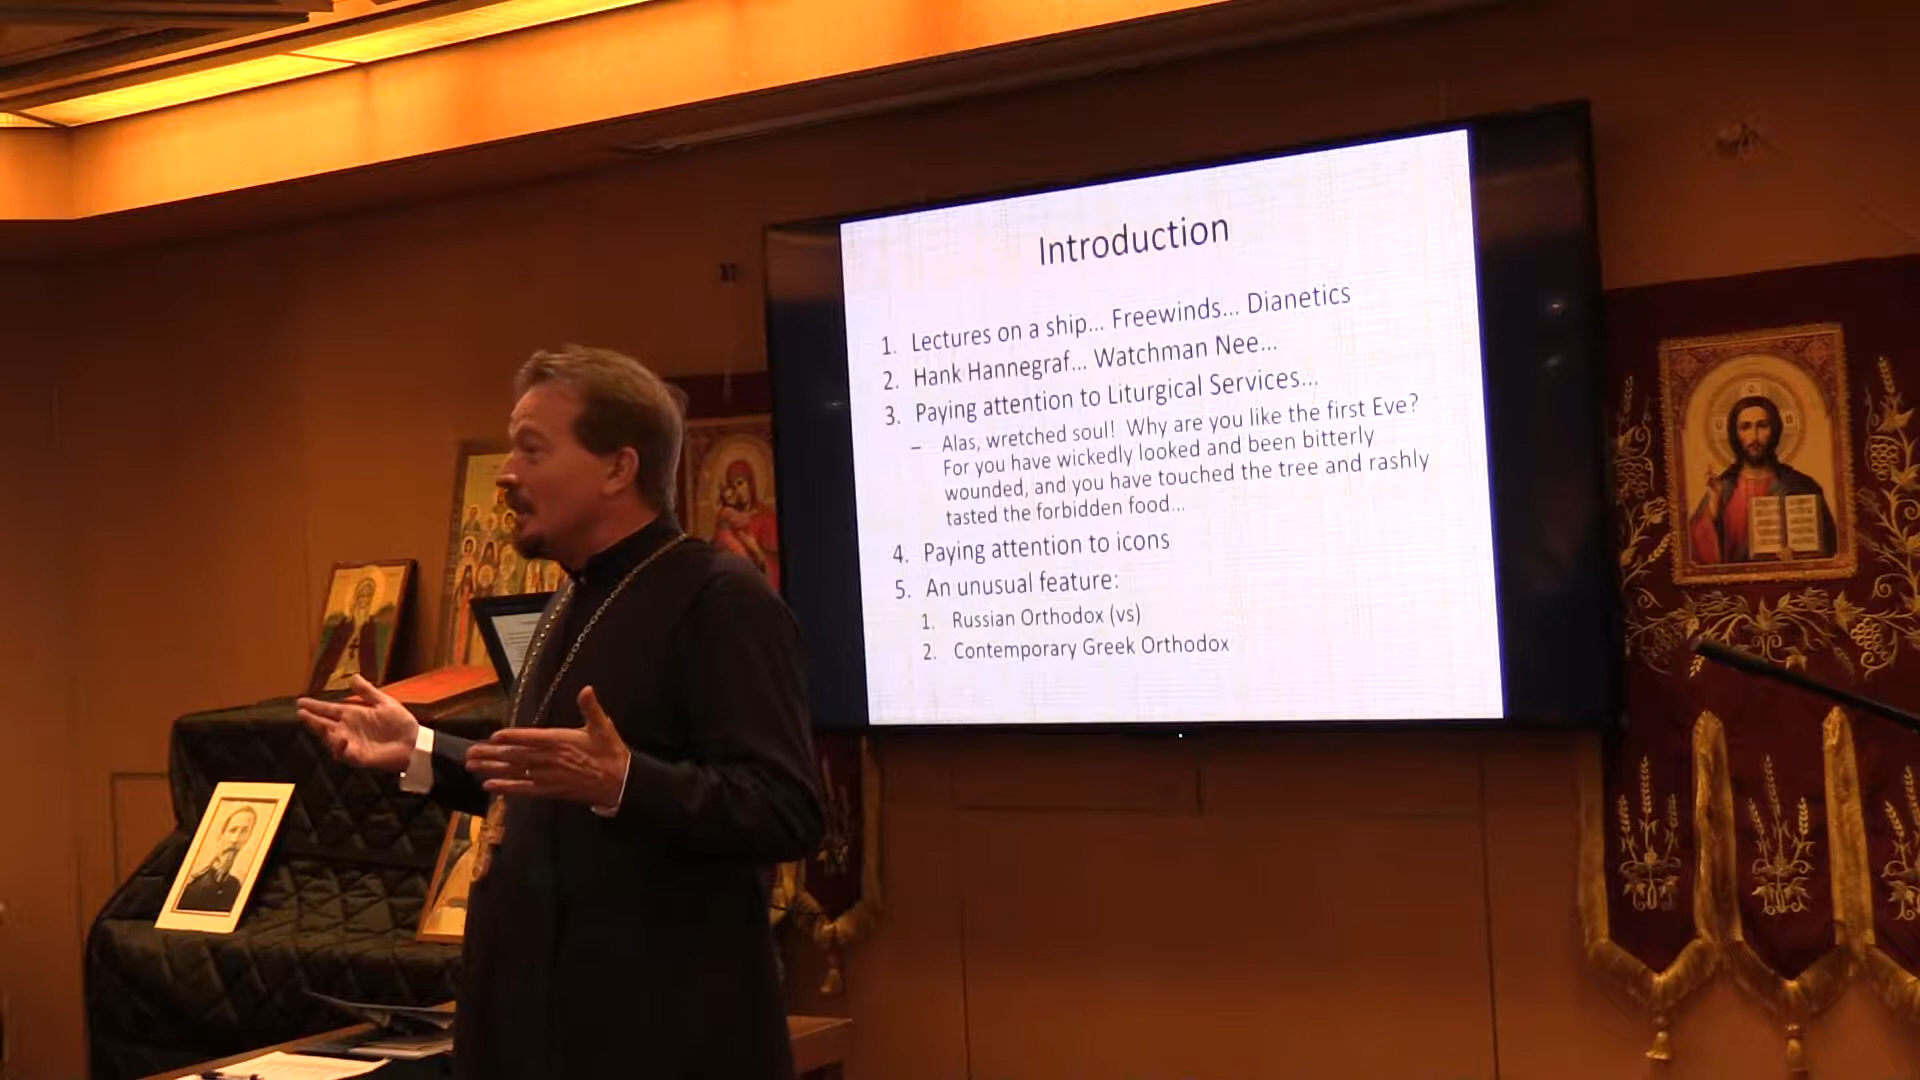 Introduction
1. Lectures on a ship... Freewinds... Dianetics
2. Hank Hannegraf... Watchman Nee...
3. Paying attention to Liturgical Services...
– Alas, wretched soul! Why are you like the first Eve?
For you have wickedly looked and been bitterly
wounded, and you have touched the tree and rashly
tasted the forbidden food...
4. Paying attention to icons
5. An unusual feature:
1. Russian Orthodox (vs)
2. Contemporary Greek Orthodox